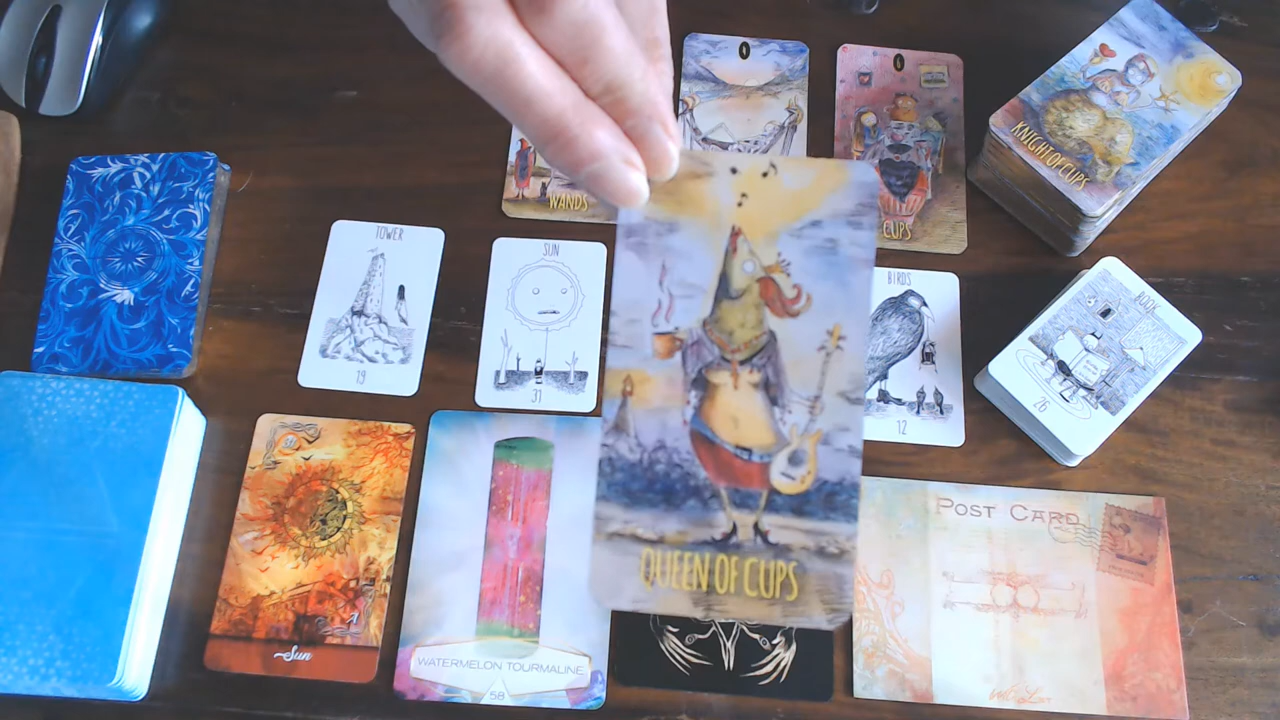 WANDS
CUPS
KNIGHT OF CUPS
TOWER
19
SUN
31
BIRDS
12
BOOK
26
QUEEN OF CUPS
Sun
WATERMELON TOURMALINE
58
POST CARD